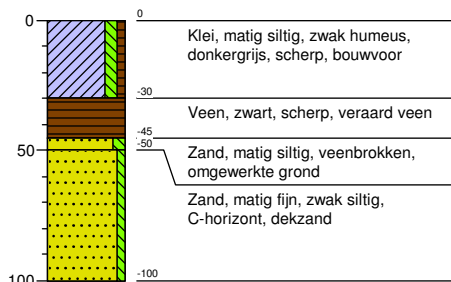 0
0
Klei, matig siltig, zwak humeus,
donkergrijs, scherp, bouwvoor
-30
Veen, zwart, scherp, veraard veen
-45
50
-50
Zand, matig siltig, veenbrokken,
omgewerkte grond
Zand, matig fijn, zwak siltig,
C-horizont, dekzand
100
-100